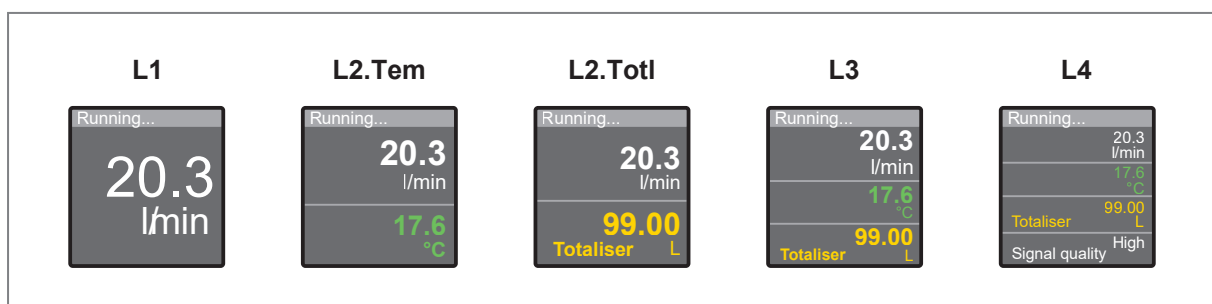 L1
Running...
20.3
l/min
L2.Tem
Running...
20.3
l/min
17.6
°C
L2.Totl
Running...
20.3
l/min
99.00
Totaliser L
L3
Running...
20.3
l/min
17.6
°C
99.00
Totaliser L
L4
Running...
20.3
l/min
17.6
°C
99.00
Totaliser L
High
Signal quality